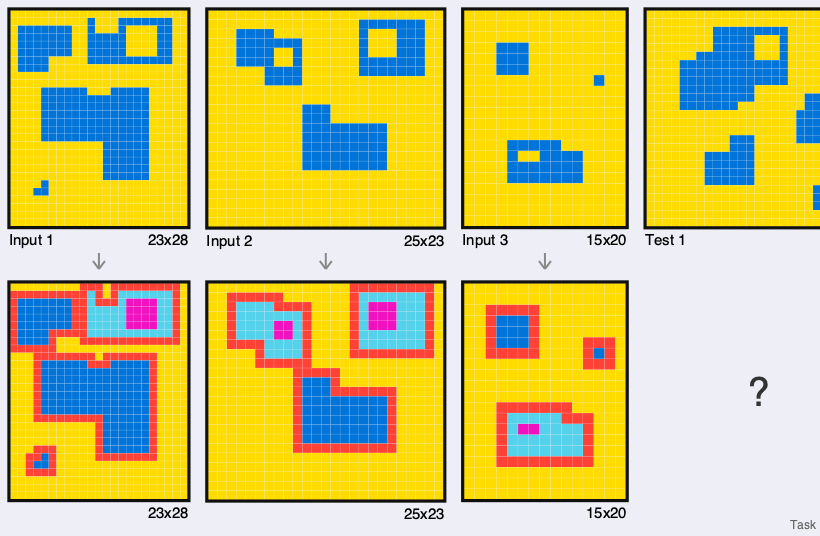 Input 1 23x28
Input 2 25x23
Input 3 15x20
Test 1
23x28
25x23
15x20
?
Task